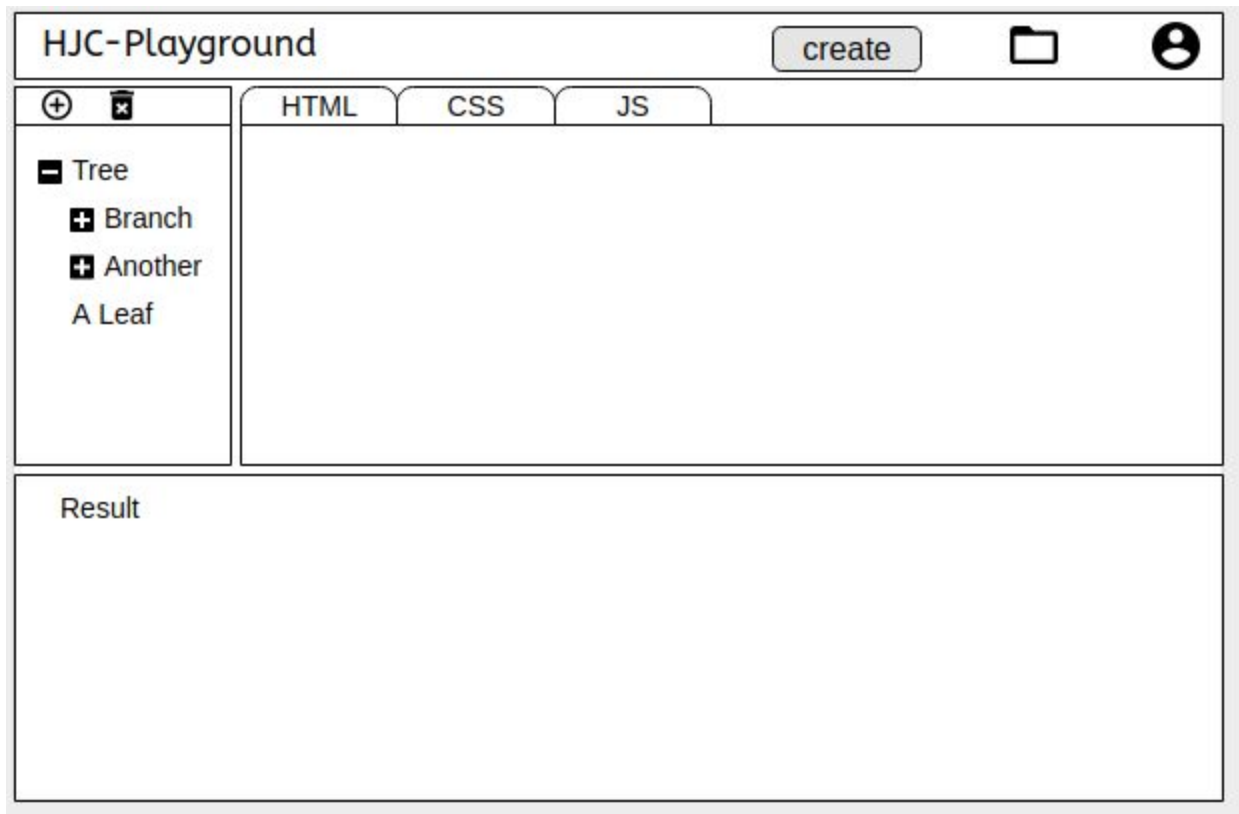 HJC-Playground
create
HTML CSS JS
Tree
Branch
Another
A Leaf
Result